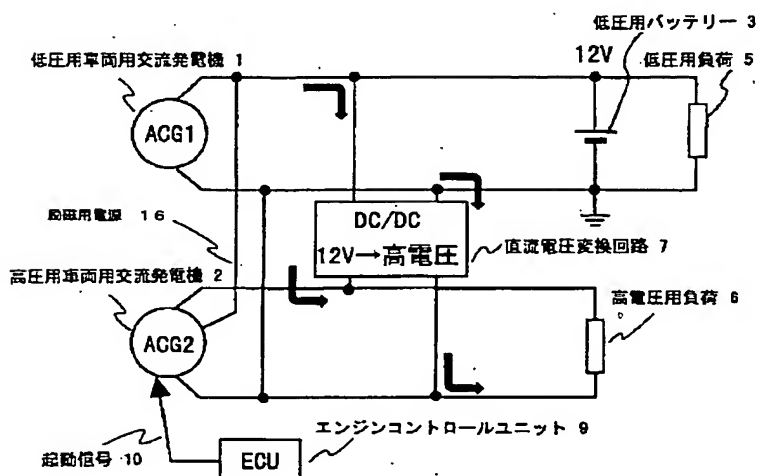 低圧用バッテリー 3
12V
低圧用車両用交流発電機 1
低圧用負荷 5
ACG1
励磁用電源 16
DC/DC
12V→高電圧
直流電圧変換回路 7
高圧用車両用交流発電機 2
高電圧用負荷 6
ACG2
エンジンコントロールユニット 9
起動信号 10
ECU